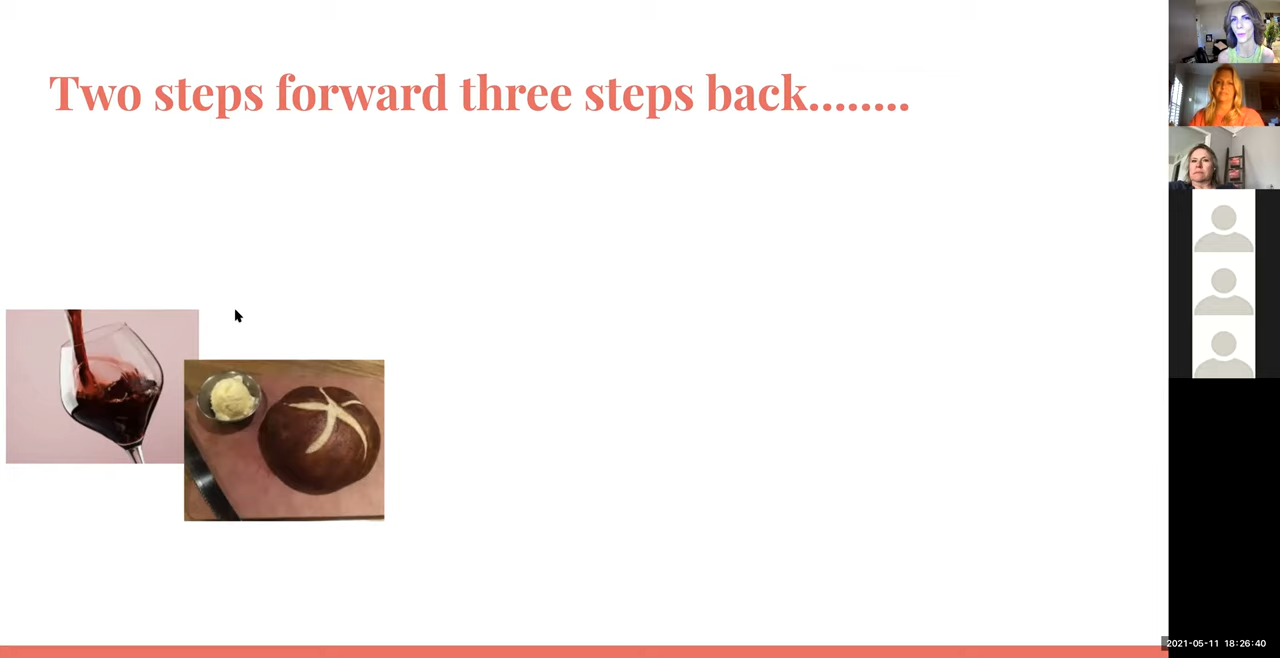 Two steps forward three steps back........
2021-05-11 18:26:40